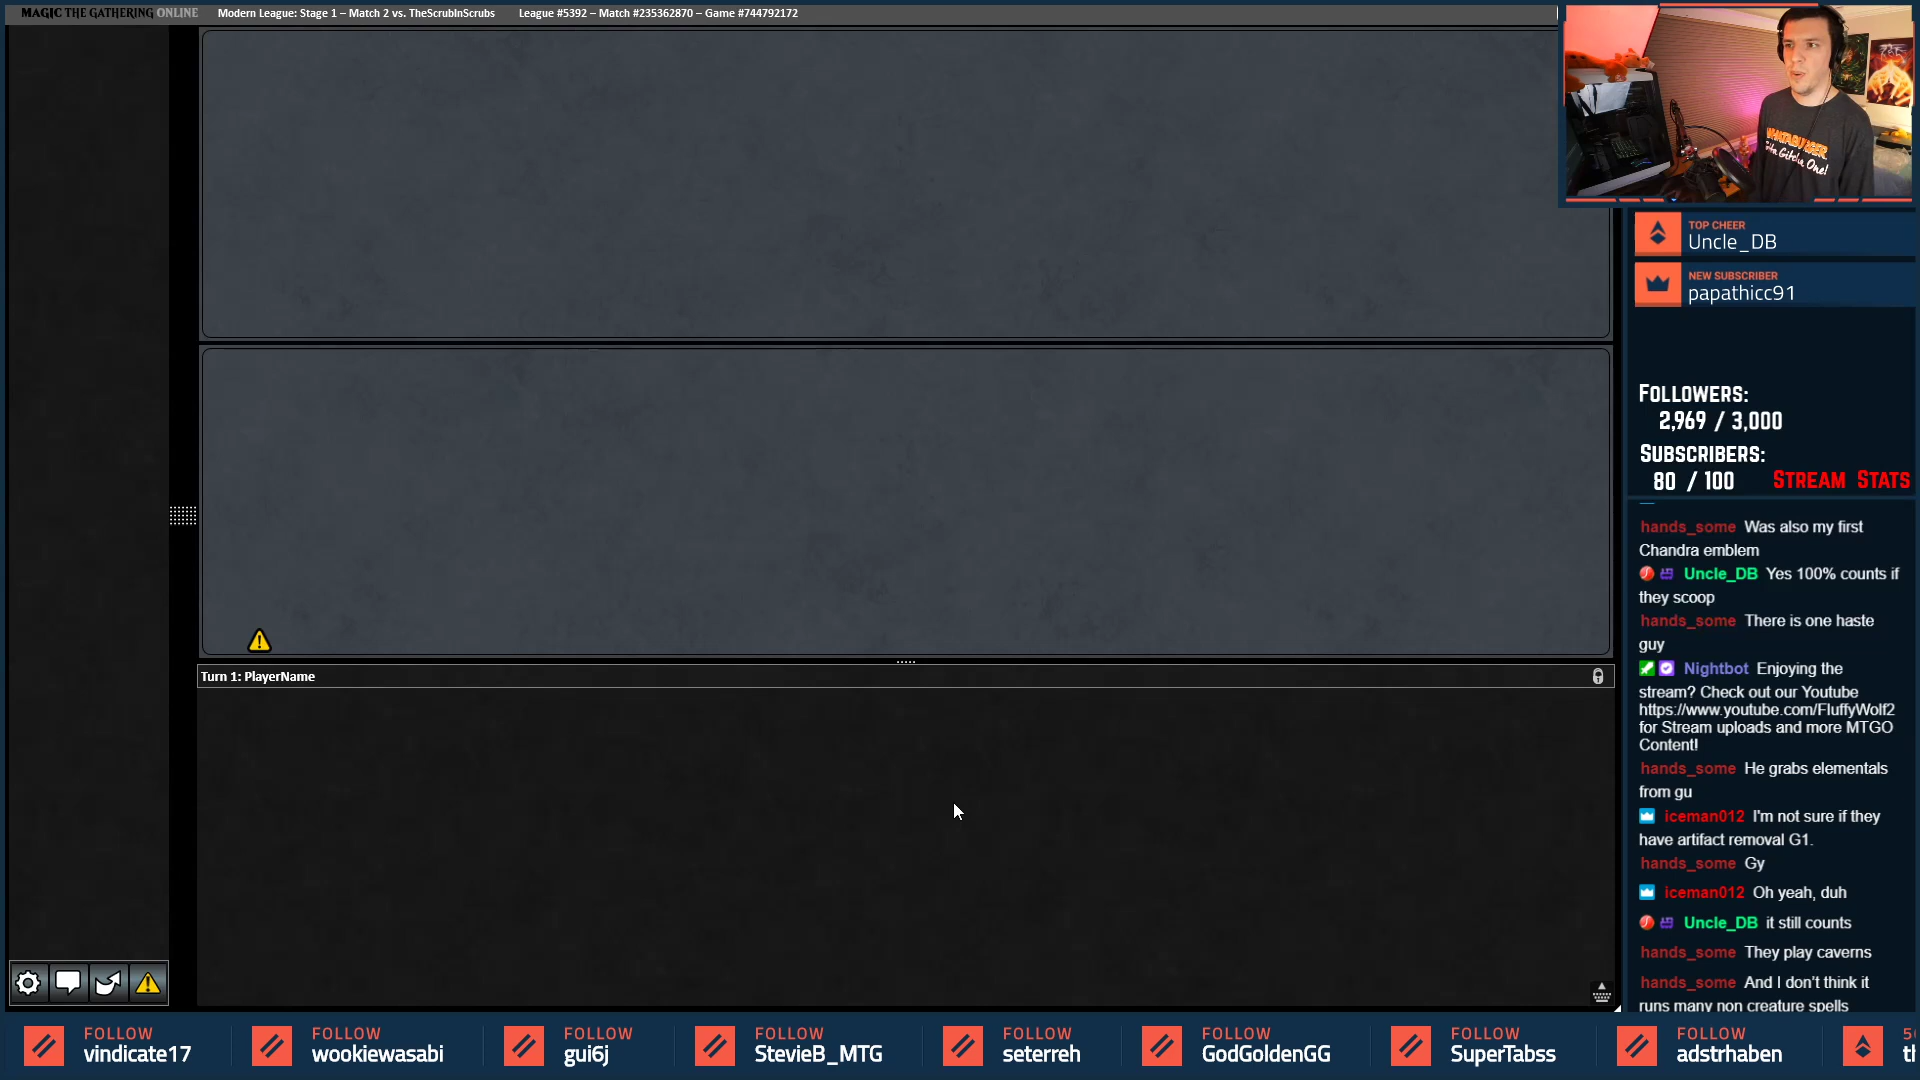 MAGIC THE GATHERING ONLINE Modern League: Stage 1 – Match 2 vs. TheScrubInScrubs League #5392 – Match #235362870 – Game #744792172
WHATABURGER
Gitcha One!
TOP CHEER
Uncle_DB
NEW SUBSCRIBER
papathicc91
FOLLOWERS:
2,969 / 3,000
SUBSCRIBERS:
80 / 100 STREAM STATS
hands_some Was also my first
Chandra emblem
Uncle_DB Yes 100% counts if
they scoop
hands_some There is one haste
guy
Nightbot Enjoying the
stream? Check out our Youtube
https://www.youtube.com/FluffyWolf2
for Stream uploads and more MTGO
Content!
hands_some He grabs elementals
from gu
iceman012 I'm not sure if they
have artifact removal G1.
hands_some Gy
iceman012 Oh yeah, duh
Uncle_DB it still counts
hands_some They play caverns
hands_some And I don't think it
runs many non creature spells
Turn 1: PlayerName
FOLLOW
vindicate17
FOLLOW
wookiewasabi
FOLLOW
gui6j
FOLLOW
StevieB_MTG
FOLLOW
seterreh
FOLLOW
GodGoldenGG
FOLLOW
SuperTabss
FOLLOW
adstrhaben